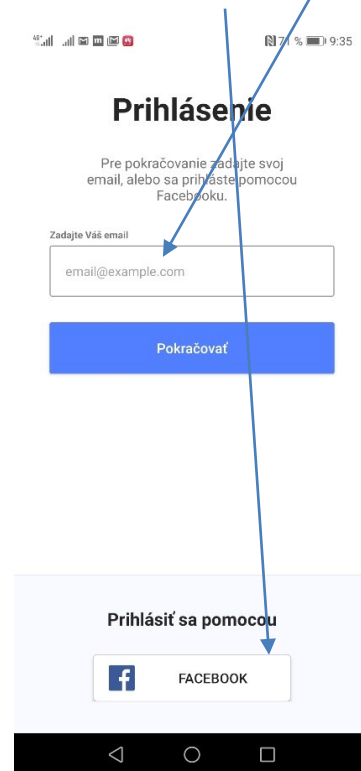 71 % 9:35
Prihlásenie
Pre pokračovanie zadajte svoj
email, alebo sa prihláste pomocou
Facebooku.
Zadajte Váš email
email@example.com
Pokračovať
Prihlásiť sa pomocou
FACEBOOK